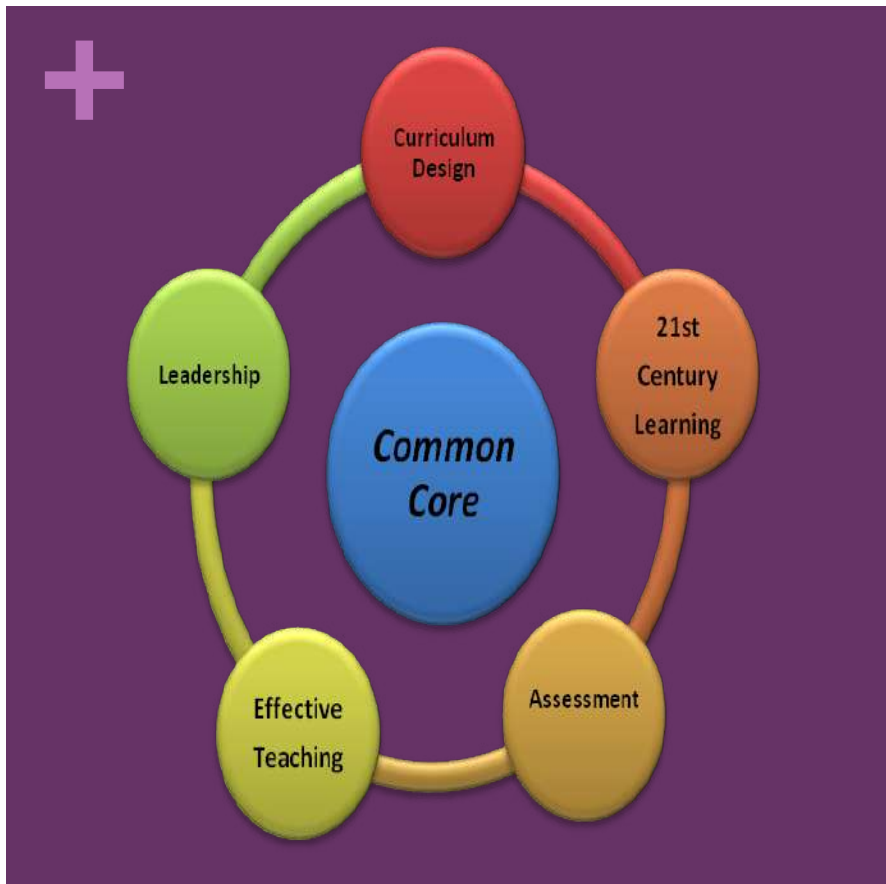 Curriculum
Design
21st
Century
Learning
Leadership
Common
Core
Assessment
Effective
Teaching